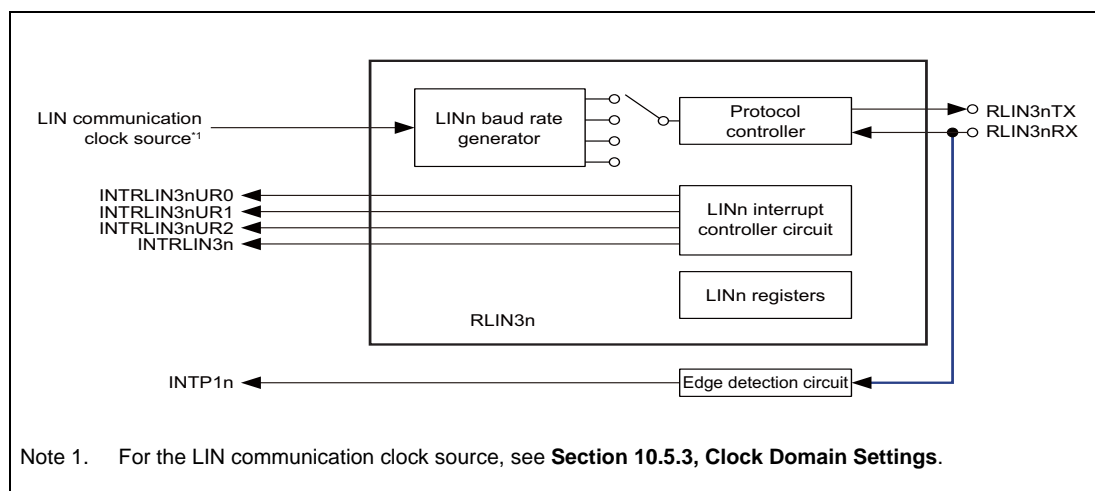 LIN communication
clock source*1
LINn baud rate
generator
Protocol
controller
RLIN3nTX
RLIN3nRX
INTRLIN3nUR0
INTRLIN3nUR1
INTRLIN3nUR2
INTRLIN3n
LINn interrupt
controller circuit
LINn registers
RLIN3n
INTP1n
Edge detection circuit
Note 1. For the LIN communication clock source, see Section 10.5.3, Clock Domain Settings.